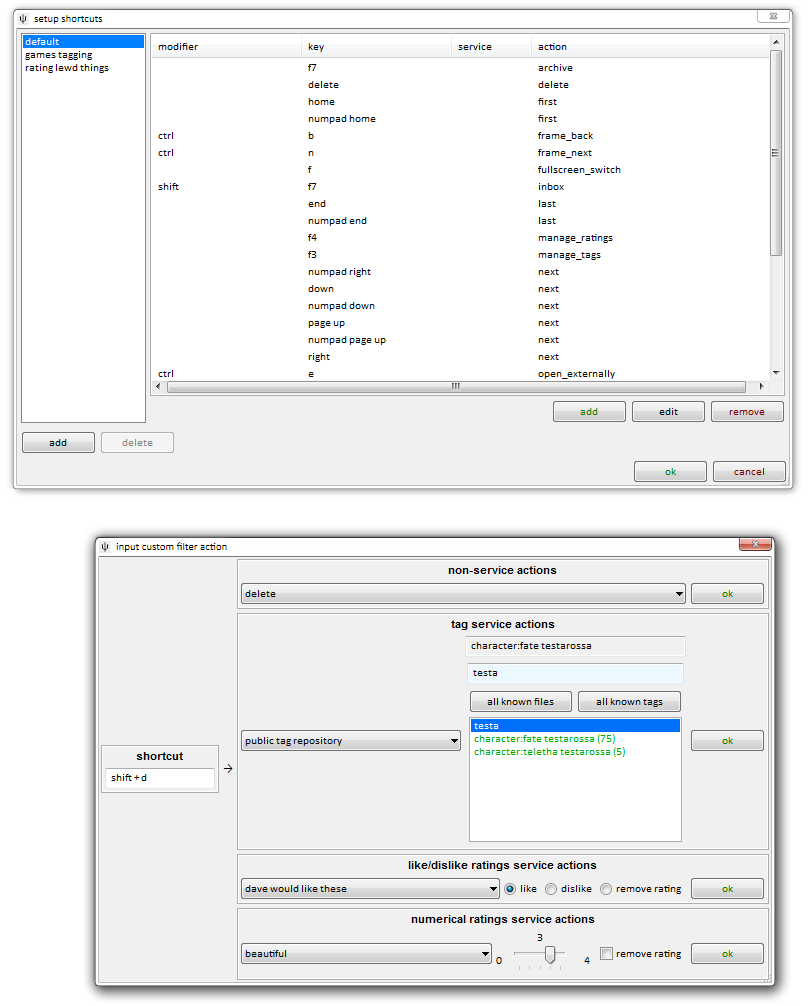 setup shortcuts
default
games tagging
rating lewd things
modifier key service action
f7 archive
delete delete
home first
numpad home first
ctrl b frame_back
ctrl n frame_next
f fullscreen_switch
shift f7 inbox
end last
numpad end last
f4 manage_ratings
f3 manage_tags
numpad right next
down next
numpad down next
page up next
numpad page up next
right next
ctrl e open_externally
add edit remove
add delete
ok cancel
input custom filter action
non-service actions
delete ok
tag service actions
character:fate testarossa
testa
all known files all known tags
public tag repository
testa
character:fate testarossa (75)
character:teletha testarossa (5)
ok
shortcut
shift+d
like/dislike ratings service actions
dave would like these like dislike remove rating ok
numerical ratings service actions
3
beautiful 0 4 remove rating ok